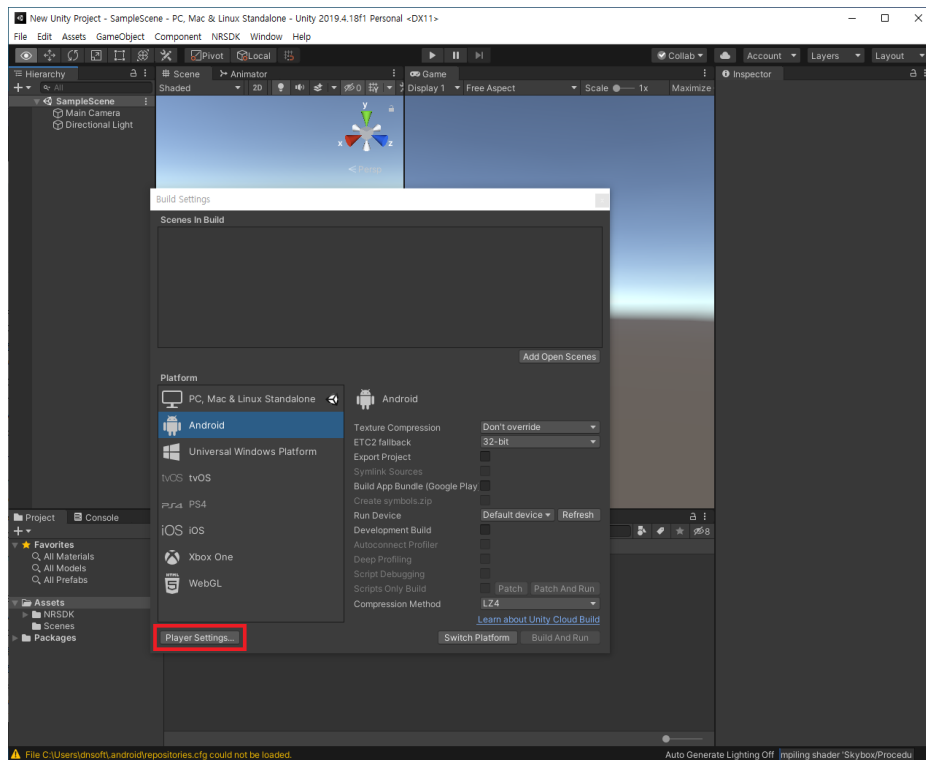 New Unity Project - SampleScene - PC, Mac & Linux Standalone - Unity 2019.4.18f1 Personal <DX11>
File Edit Assets GameObject Component NRSDK Window Help
Pivot Local Collab Account Layers Layout
Hierarchy Scene Animator Game Inspector
All Shaded 2D 0 Display 1 Free Aspect Scale 1x Maximize
SampleScene
Main Camera
Directional Light
y
x z
Persp
Build Settings
Scenes In Build
Add Open Scenes
Platform
PC, Mac & Linux Standalone
Android
Universal Windows Platform
tvOS tvOS
PS4 PS4
iOS iOS
Xbox One
HTML 5 WebGL
Android
Texture Compression Don't override
ETC2 fallback 32-bit
Export Project
Symlink Sources
Build App Bundle (Google Play
Create symbols.zip
Run Device Default device Refresh
Development Build
Autoconnect Profiler
Deep Profiling
Script Debugging
Scripts Only Build Patch Patch And Run
Compression Method LZ4
Learn about Unity Cloud Build
Player Settings... Switch Platform Build And Run
Project Console
8
Favorites
All Materials
All Models
All Prefabs
Assets
NRSDK
Scenes
Packages
File C:\Users\dnsoft\.android\repositories.cfg could not be loaded.
Auto Generate Lighting Off mpiling shader 'Skybox/Procedu